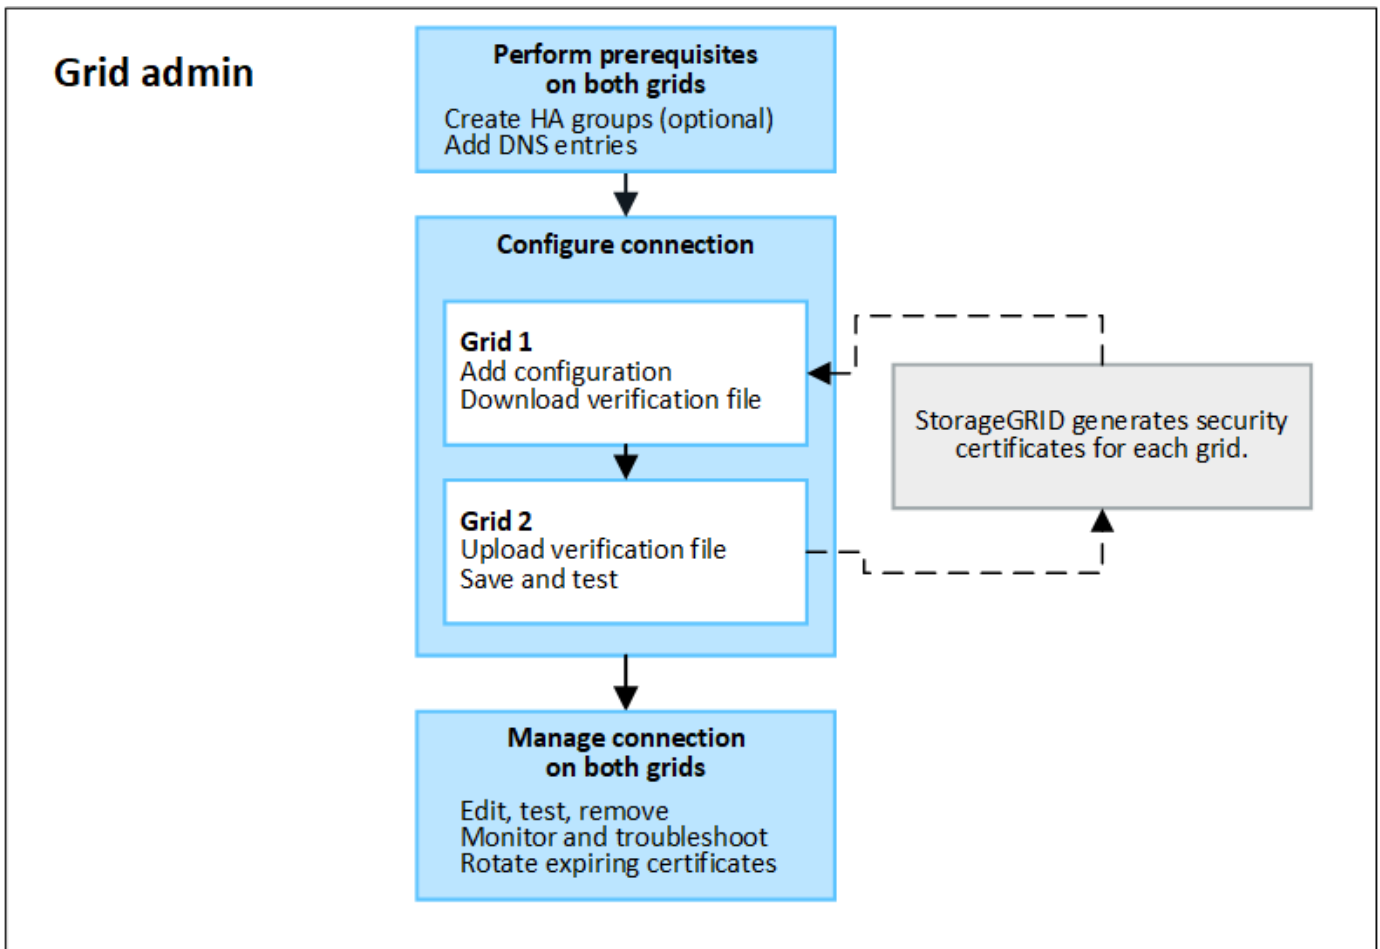 Grid admin
Perform prerequisites
on both grids
Create HA groups (optional)
Add DNS entries
Configure connection
Grid 1
Add configuration
Download verification file
StorageGRID generates security
certificates for each grid.
Grid 2
Upload verification file
Save and test
Manage connection
on both grids
Edit, test, remove
Monitor and troubleshoot
Rotate expiring certificates